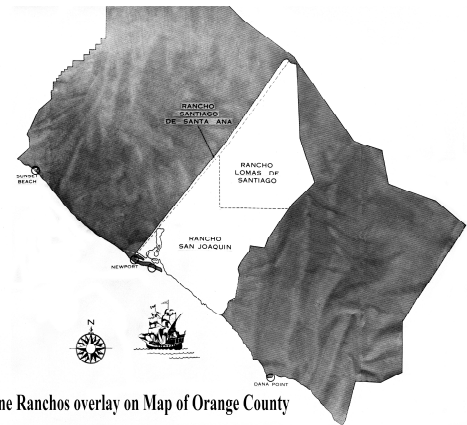 RANCHO
SANTIAGO
DE SANTA ANA
RANCHO
LOMAS DE
SANTIAGO
SUNSET
BEACH
RANCHO
SAN JOAQUIN
NEWPORT
N
DANA POINT
ne Ranchos overlay on Map of Orange County